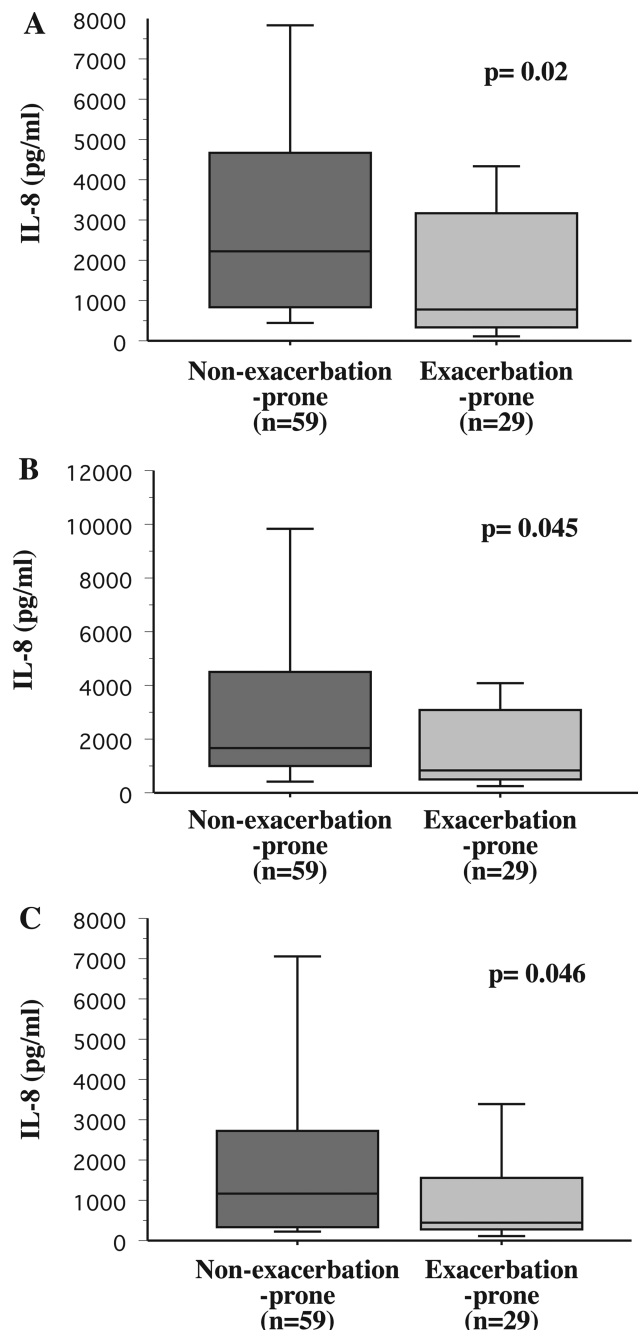 A
8000
7000
6000
5000
4000
3000
2000
1000
0
IL-8 (pg/ml)
p= 0.02
Non-exacerbation
-prone
(n=59)
Exacerbation
-prone
(n=29)
B
12000
10000
8000
6000
4000
2000
0
IL-8 (pg/ml)
p= 0.045
Non-exacerbation
-prone
(n=59)
Exacerbation
-prone
(n=29)
C
8000
7000
6000
5000
4000
3000
2000
1000
0
IL-8 (pg/ml)
p= 0.046
Non-exacerbation
-prone
(n=59)
Exacerbation
-prone
(n=29)